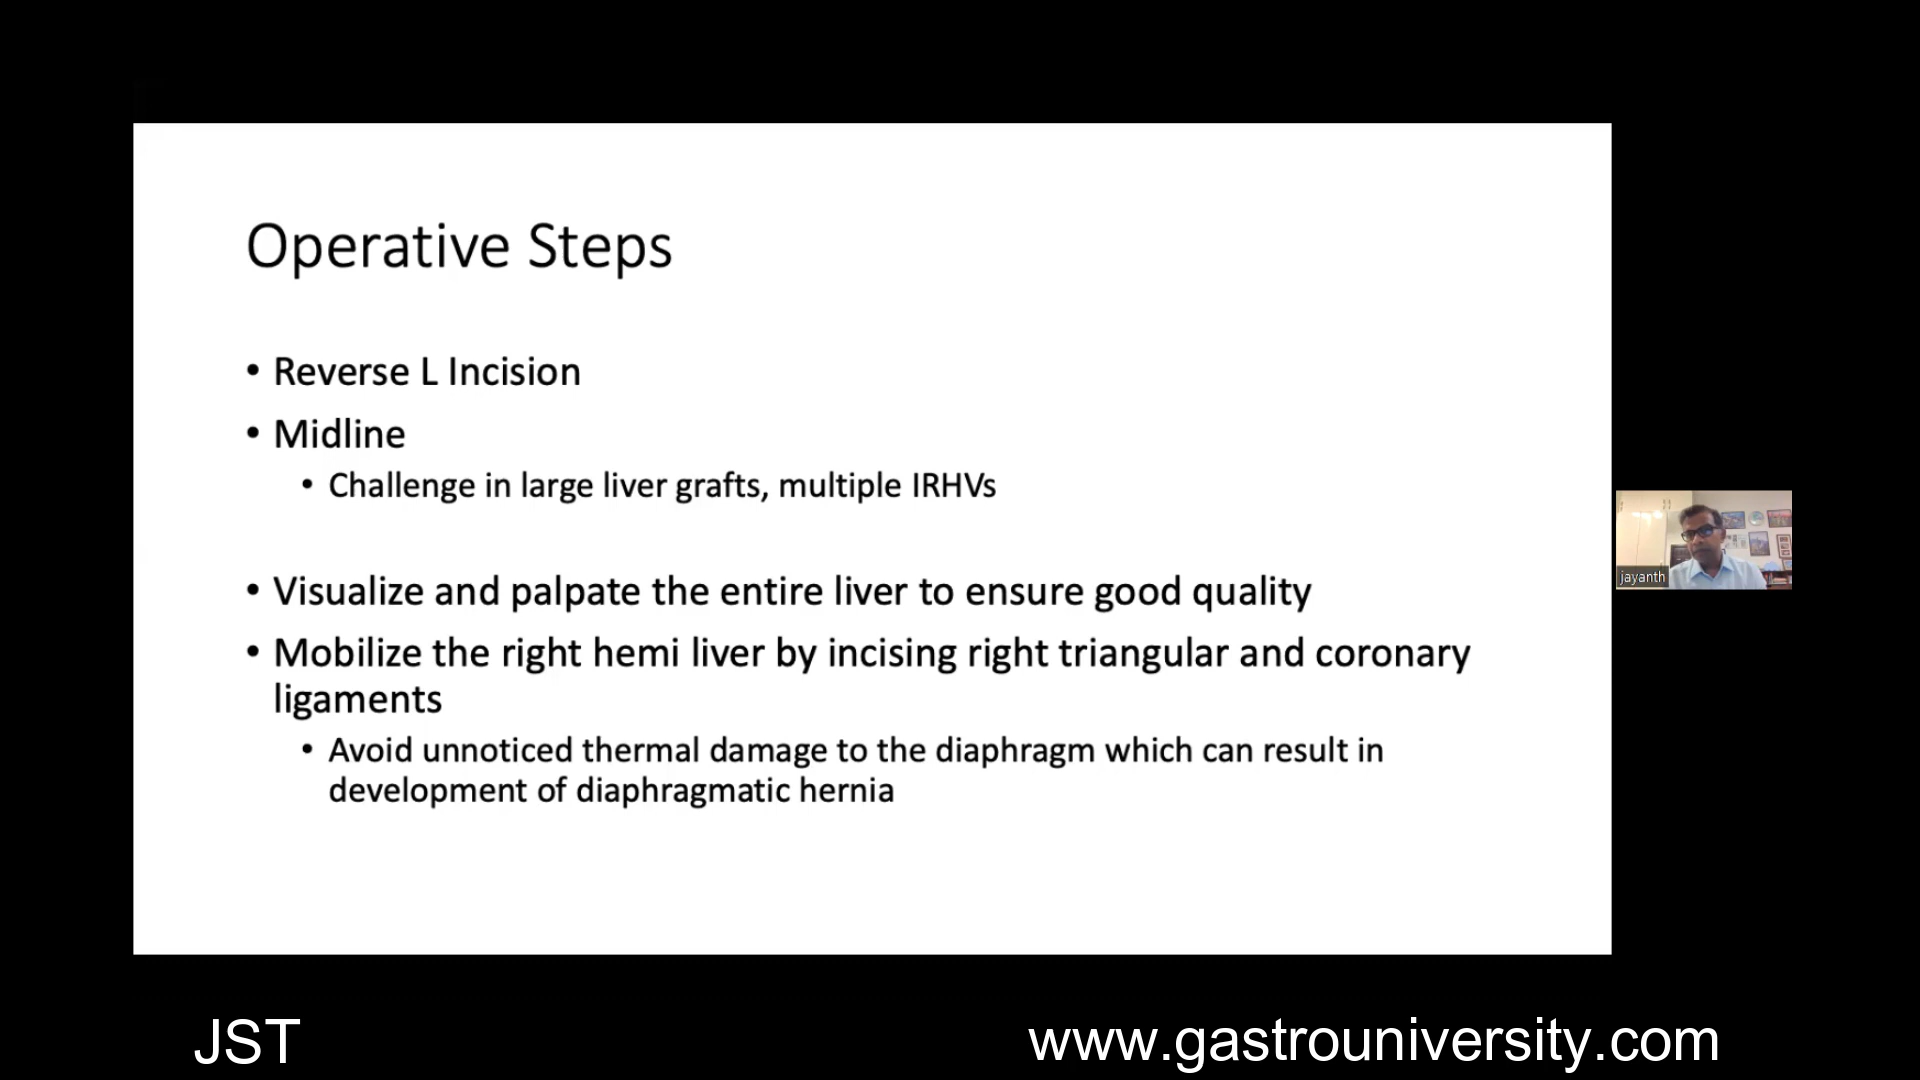 Operative Steps
• Reverse L Incision
• Midline
• Challenge in large liver grafts, multiple IRHVs
• Visualize and palpate the entire liver to ensure good quality
• Mobilize the right hemi liver by incising right triangular and coronary
ligaments
• Avoid unnoticed thermal damage to the diaphragm which can result in
development of diaphragmatic hernia
jayanth
JST
www.gastrouniversity.com